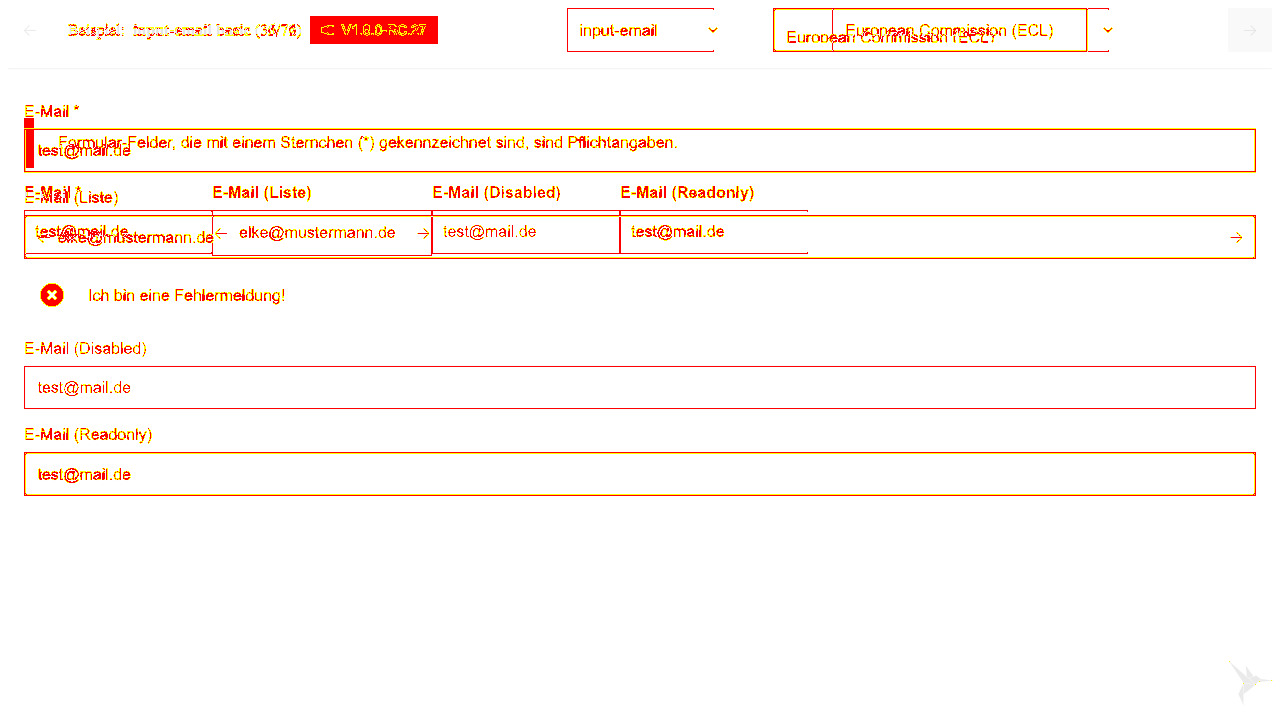 Beispiel: input-email basic (36/76) V1.6.0-RC.27 input-email European Commission (ECL)
European Commission (ECL)
E-Mail *
Formular-Felder, die mit einem Sternchen (*) gekennzeichnet sind, sind Pflichtangaben.
test@mail.de
E-Mail * E-Mail (Liste) E-Mail (Disabled) E-Mail (Readonly)
E-Mail (Liste)
test@mail.de elke@mustermann.de test@mail.de test@mail.de
elke@mustermann.de
Ich bin eine Fehlermeldung!
E-Mail (Disabled)
test@mail.de
E-Mail (Readonly)
test@mail.de